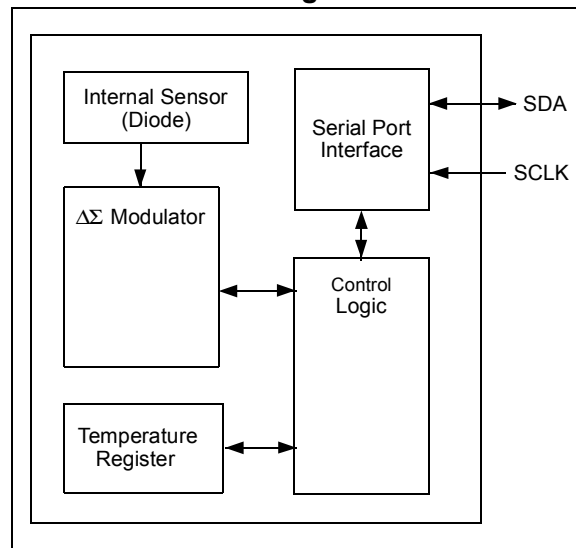 Internal Sensor
(Diode)
Serial Port
Interface
SDA
SCLK
ΔΣ Modulator
Control
Logic
Temperature
Register